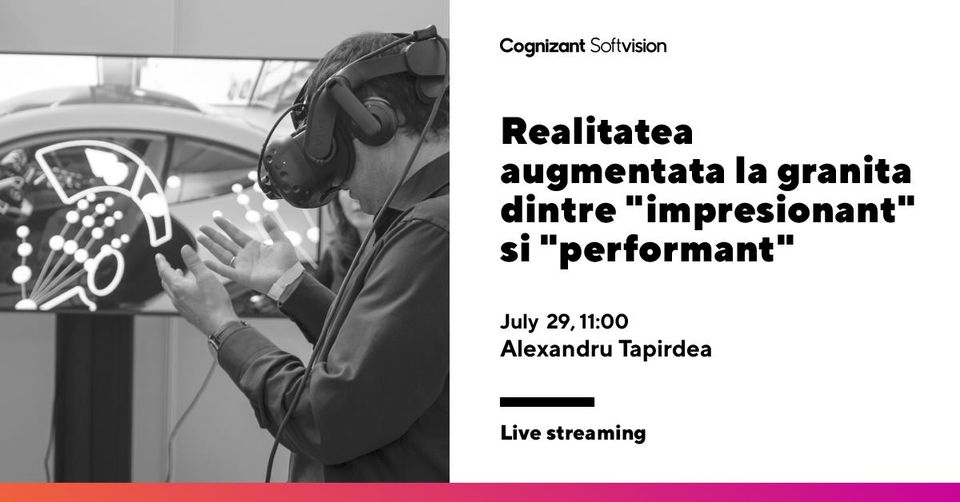 Cognizant Softvision
Realitatea
augmentata la granita
dintre "impresionant"
si "performant"
July 29, 11:00
Alexandru Tapirdea
Live streaming